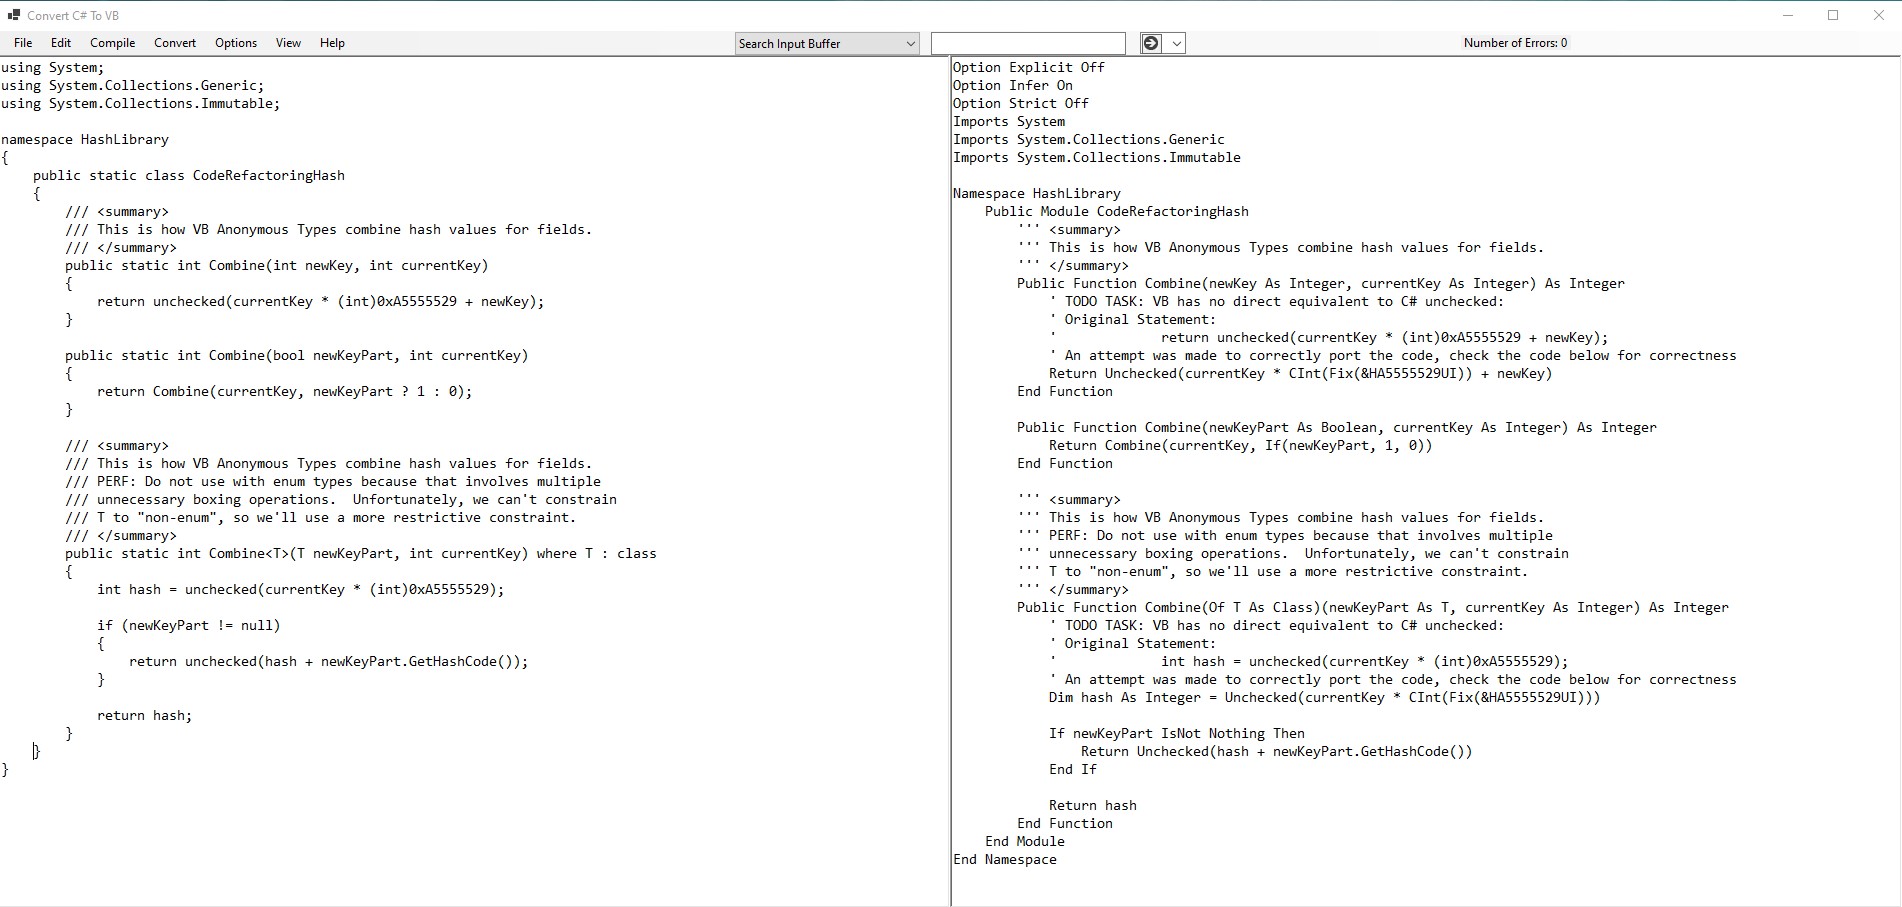 Convert C# To VB
File Edit Compile Convert Options View Help
Search Input Buffer
Number of Errors: 0
using System;
using System.Collections.Generic;
using System.Collections.Immutable;

namespace HashLibrary
{
    public static class CodeRefactoringHash
    {
        /// <summary>
        /// This is how VB Anonymous Types combine hash values for fields.
        /// </summary>
        public static int Combine(int newKey, int currentKey)
        {
            return unchecked(currentKey * (int)0xA5555529 + newKey);
        }

        public static int Combine(bool newKeyPart, int currentKey)
        {
            return Combine(currentKey, newKeyPart ? 1 : 0);
        }

        /// <summary>
        /// This is how VB Anonymous Types combine hash values for fields.
        /// PERF: Do not use with enum types because that involves multiple
        /// unnecessary boxing operations.  Unfortunately, we can't constrain
        /// T to "non-enum", so we'll use a more restrictive constraint.
        /// </summary>
        public static int Combine<T>(T newKeyPart, int currentKey) where T : class
        {
            int hash = unchecked(currentKey * (int)0xA5555529);

            if (newKeyPart != null)
            {
                return unchecked(hash + newKeyPart.GetHashCode());
            }

            return hash;
        }
    }
}
Option Explicit Off
Option Infer On
Option Strict Off
Imports System
Imports System.Collections.Generic
Imports System.Collections.Immutable

Namespace HashLibrary
    Public Module CodeRefactoringHash
        ''' <summary>
        ''' This is how VB Anonymous Types combine hash values for fields.
        ''' </summary>
        Public Function Combine(newKey As Integer, currentKey As Integer) As Integer
            ' TODO TASK: VB has no direct equivalent to C# unchecked:
            ' Original Statement:
            '             return unchecked(currentKey * (int)0xA5555529 + newKey);
            ' An attempt was made to correctly port the code, check the code below for correctness
            Return Unchecked(currentKey * CInt(Fix(&HA5555529UI)) + newKey)
        End Function

        Public Function Combine(newKeyPart As Boolean, currentKey As Integer) As Integer
            Return Combine(currentKey, If(newKeyPart, 1, 0))
        End Function

        ''' <summary>
        ''' This is how VB Anonymous Types combine hash values for fields.
        ''' PERF: Do not use with enum types because that involves multiple
        ''' unnecessary boxing operations.  Unfortunately, we can't constrain
        ''' T to "non-enum", so we'll use a more restrictive constraint.
        ''' </summary>
        Public Function Combine(Of T As Class)(newKeyPart As T, currentKey As Integer) As Integer
            ' TODO TASK: VB has no direct equivalent to C# unchecked:
            ' Original Statement:
            '             int hash = unchecked(currentKey * (int)0xA5555529);
            ' An attempt was made to correctly port the code, check the code below for correctness
            Dim hash As Integer = Unchecked(currentKey * CInt(Fix(&HA5555529UI)))

            If newKeyPart IsNot Nothing Then
                Return Unchecked(hash + newKeyPart.GetHashCode())
            End If

            Return hash
        End Function
    End Module
End Namespace